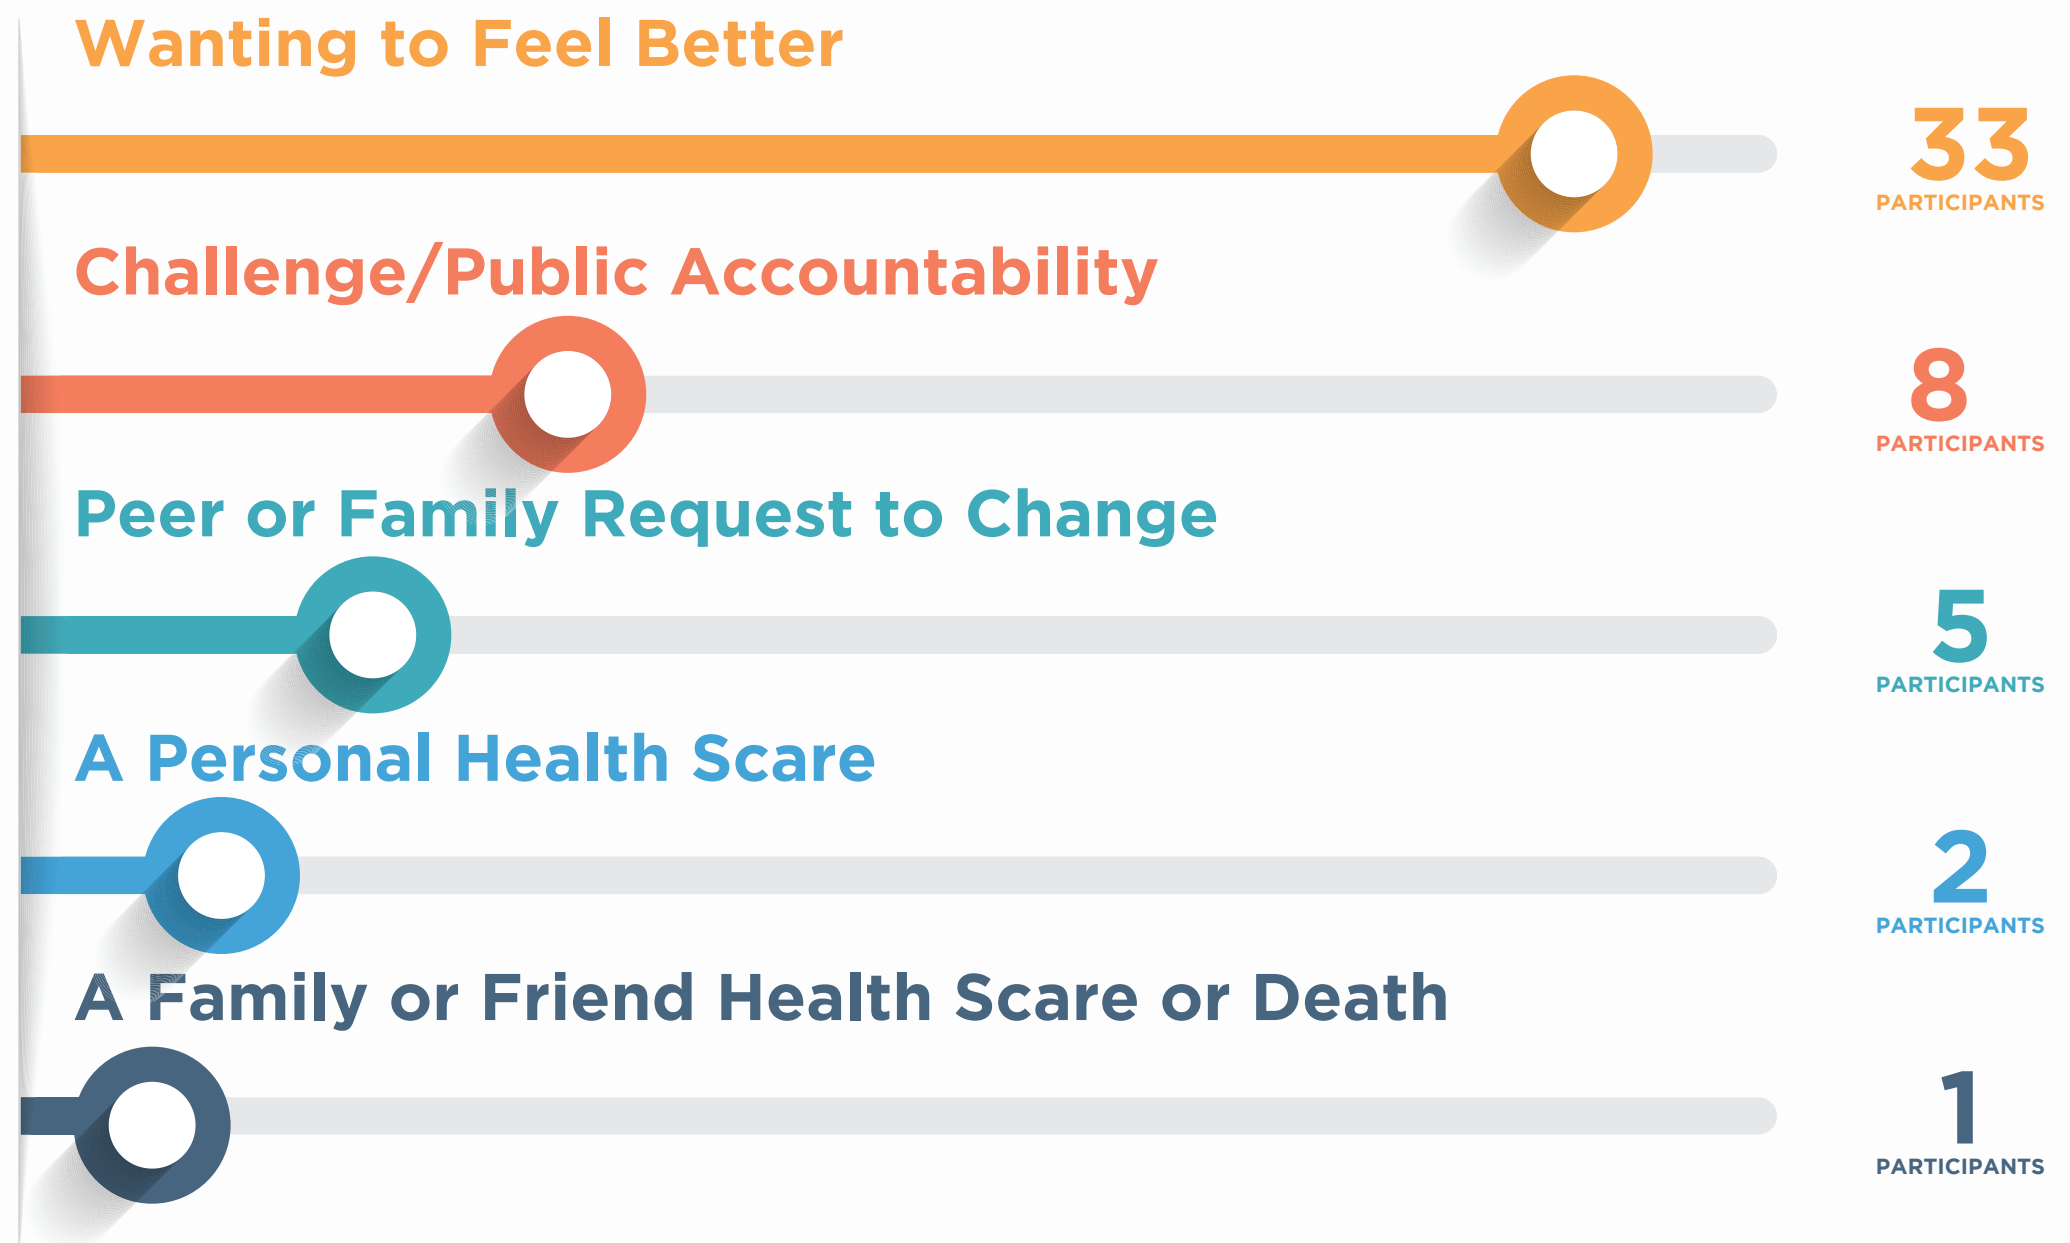 Wanting to Feel Better
33
PARTICIPANTS
Challenge/Public Accountability
8
PARTICIPANTS
Peer or Family Request to Change
5
PARTICIPANTS
A Personal Health Scare
2
PARTICIPANTS
A Family or Friend Health Scare or Death
1
PARTICIPANTS